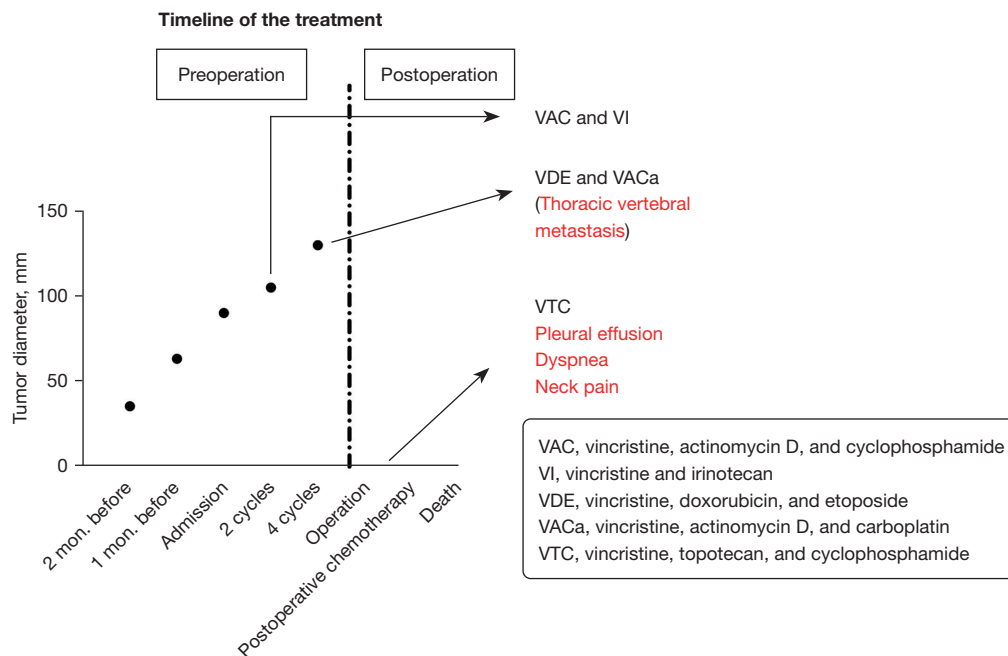 Timeline of the treatment
Preoperation
Postoperation
VAC and VI
VDE and VACa
(Thoracic vertebral
metastasis)
VTC
Pleural effusion
Dyspnea
Neck pain
Tumor diameter, mm
150
100
50
0
2 mon. before
1 mon. before
Admission
2 cycles
4 cycles
Operation
Postoperative chemotherapy
Death
VAC, vincristine, actinomycin D, and cyclophosphamide
VI, vincristine and irinotecan
VDE, vincristine, doxorubicin, and etoposide
VACa, vincristine, actinomycin D, and carboplatin
VTC, vincristine, topotecan, and cyclophosphamide